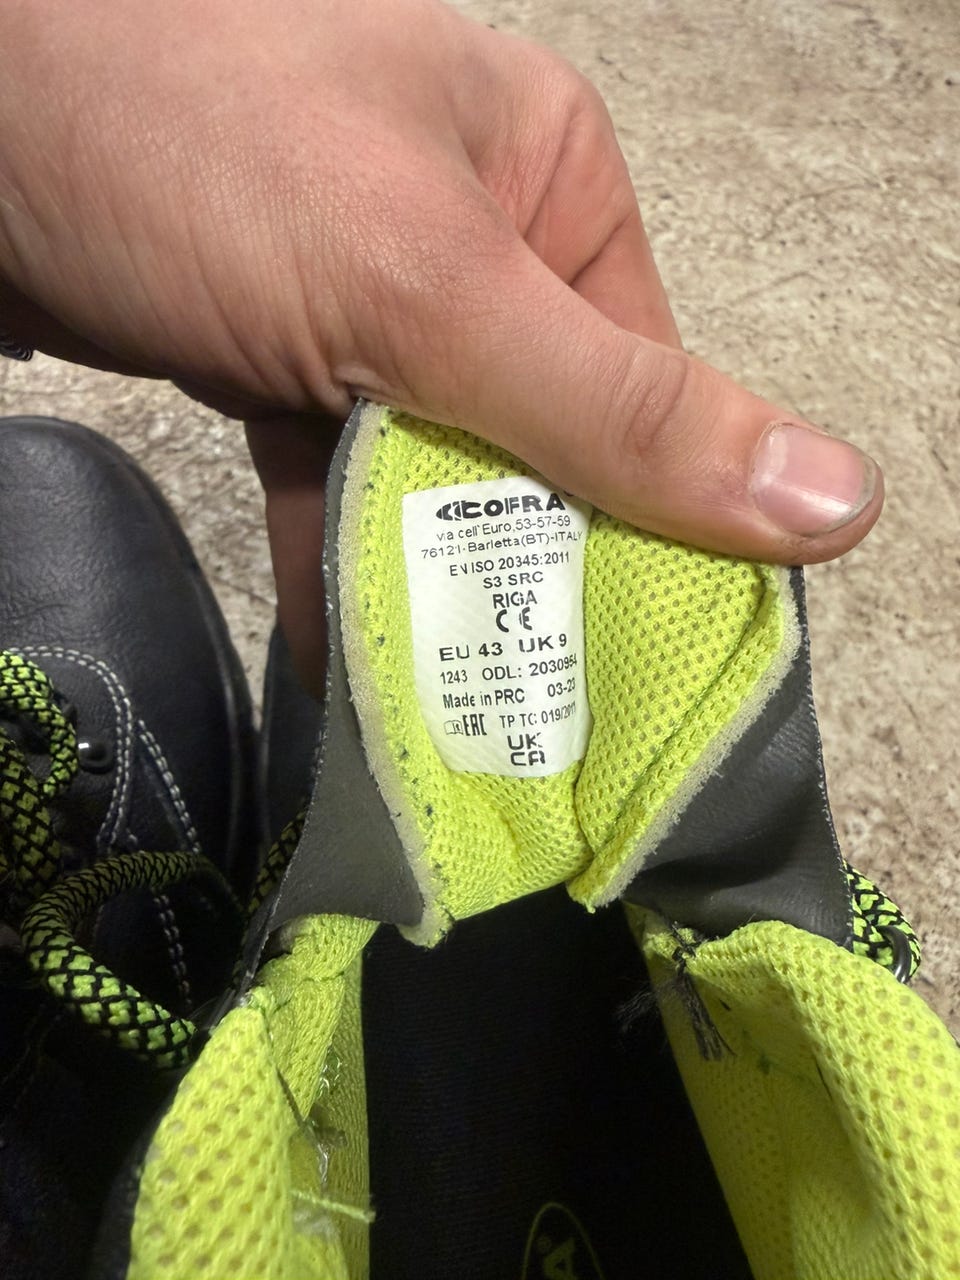 COFRA
via dell'Euro,53-57-59
76121-Barletta(BT)-ITALY
EN ISO 20345:2011
S3 SRC
RIGA
CE
EU 43 UK 9
1243 ODL: 2030954
Made in PRC 03-23
EAC TP TC 019/2011
UK
CA